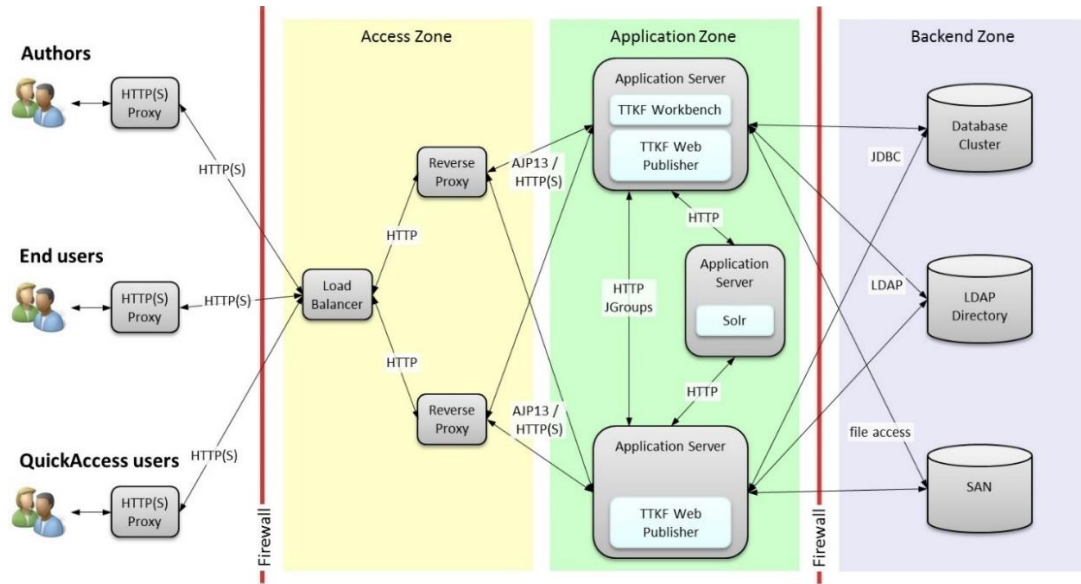 Authors
HTTP(S)
Proxy
HTTP(S)
End users
HTTP(S)
Proxy
HTTP(S)
QuickAccess users
HTTP(S)
Proxy
HTTP(S)
Firewall
Access Zone
Load
Balancer
HTTP
HTTP
Reverse
Proxy
Reverse
Proxy
AJP13 /
HTTP(S)
AJP13 /
HTTP(S)
Application Zone
Application Server
TTKF Workbench
TTKF Web
Publisher
HTTP
HTTP
JGroups
Application
Server
Solr
HTTP
Application Server
TTKF Web
Publisher
Firewall
Backend Zone
JDBC
Database
Cluster
LDAP
LDAP
Directory
file access
SAN